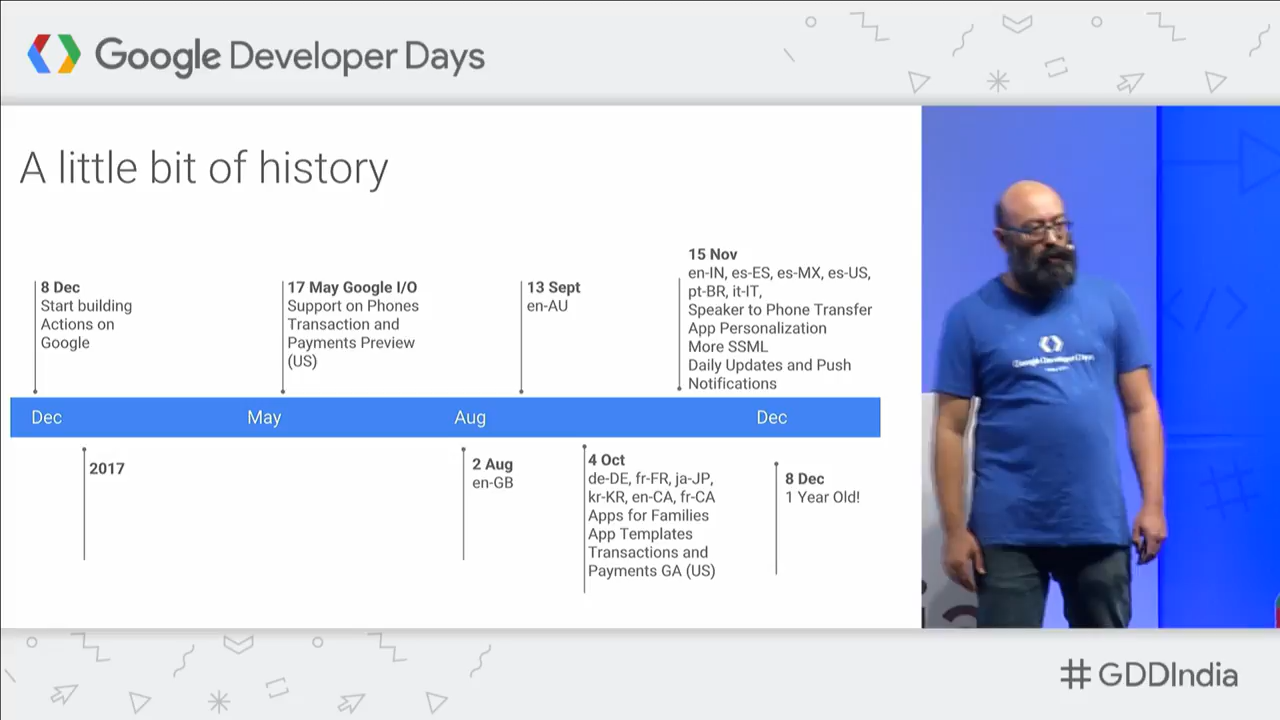 Google Developer Days
A little bit of history
8 Dec
Start building
Actions on
Google
17 May Google I/O
Support on Phones
Transaction and
Payments Preview
(US)
13 Sept
en-AU
15 Nov
en-IN, es-ES, es-MX, es-US,
pt-BR, it-IT,
Speaker to Phone Transfer
App Personalization
More SSML
Daily Updates and Push
Notifications
Dec May Aug Dec
2017
2 Aug
en-GB
4 Oct
de-DE, fr-FR, ja-JP,
kr-KR, en-CA, fr-CA
Apps for Families
App Templates
Transactions and
Payments GA (US)
8 Dec
1 Year Old!
Google Developer Days
</>
#
#GDDIndia